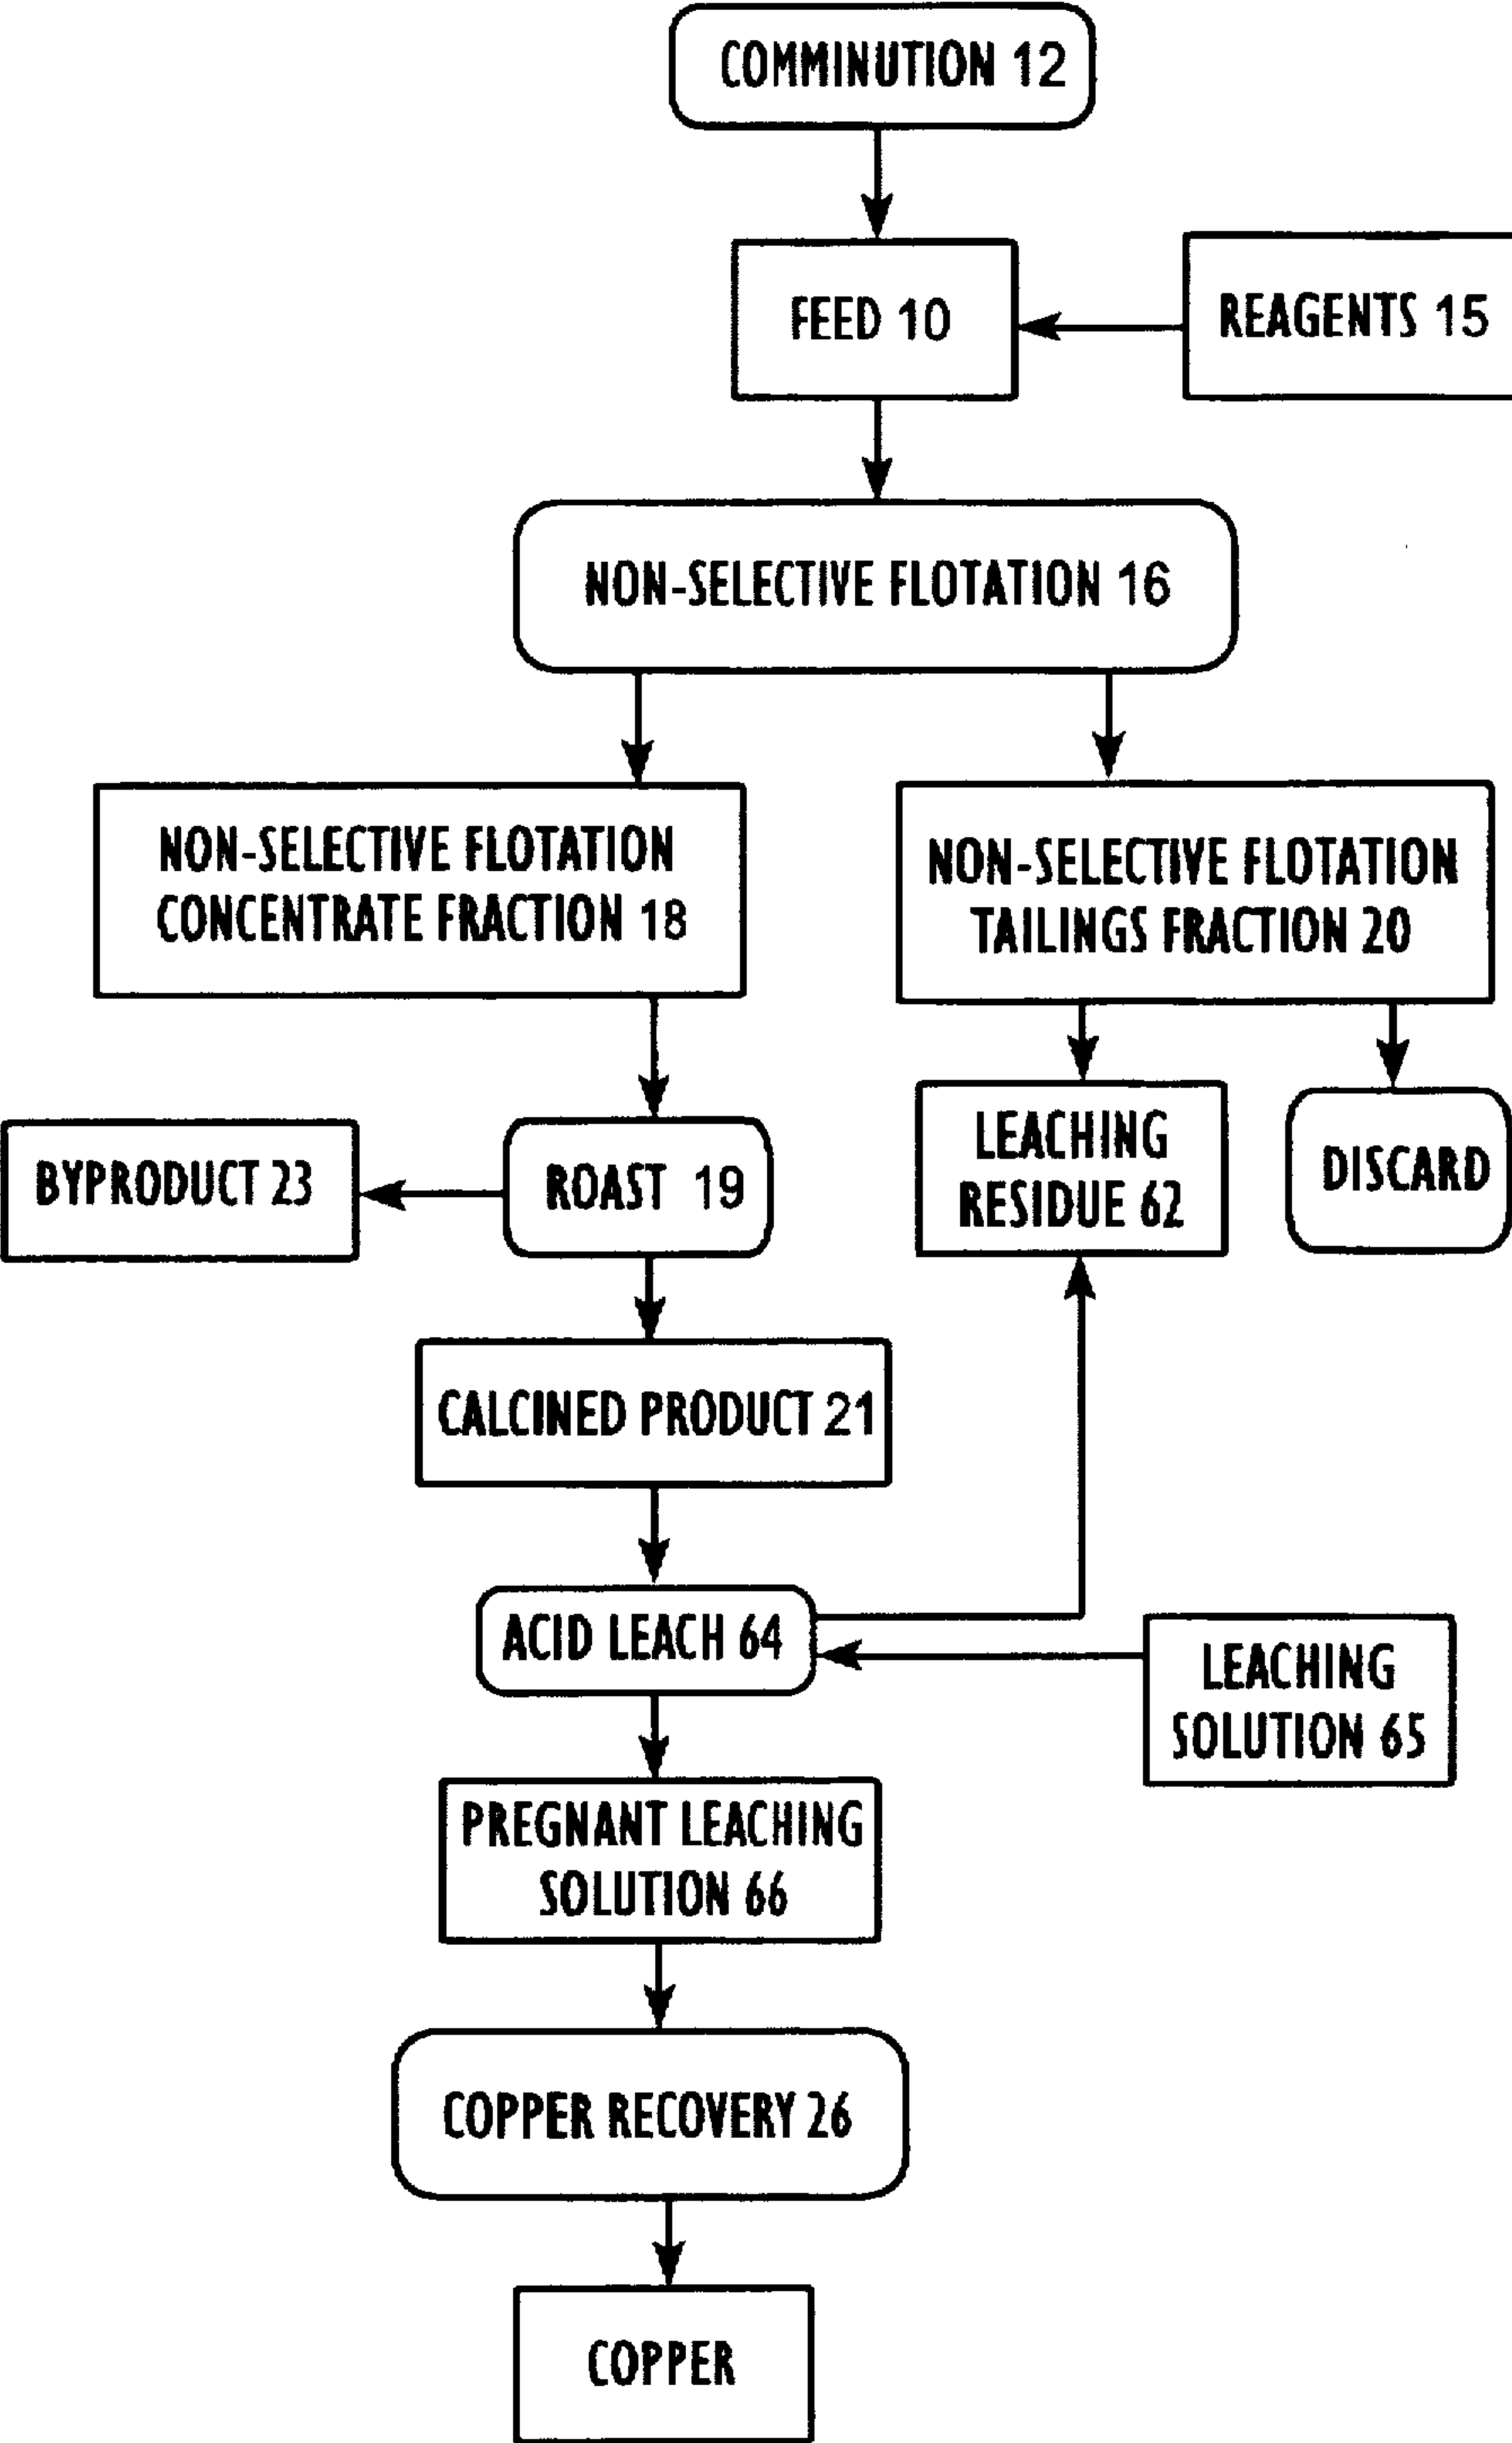 COMMINUTION 12
FEED 10
REAGENTS 15
NON-SELECTIVE FLOTATION 16
NON-SELECTIVE FLOTATION
CONCENTRATE FRACTION 18
NON-SELECTIVE FLOTATION
TAILINGS FRACTION 20
BYPRODUCT 23
ROAST 19
LEACHING
RESIDUE 62
DISCARD
CALCINED PRODUCT 21
ACID LEACH 64
LEACHING
SOLUTION 65
PREGNANT LEACHING
SOLUTION 66
COPPER RECOVERY 26
COPPER